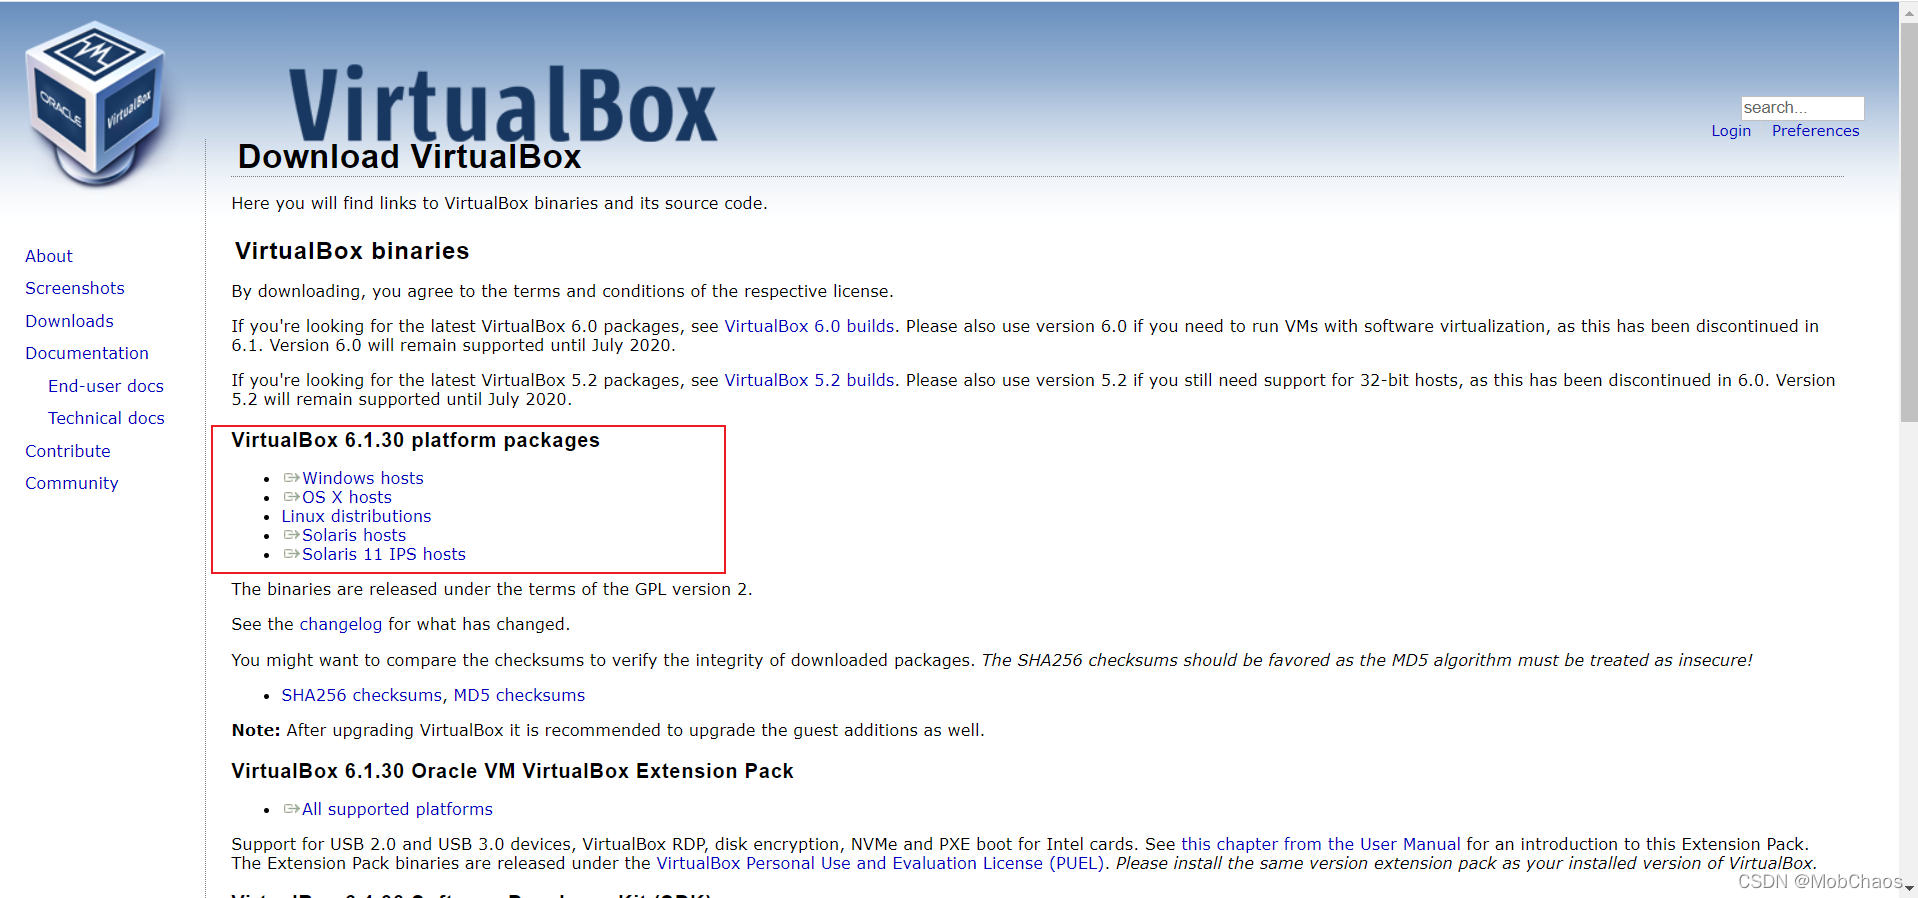 ORACLE
VirtualBox
VirtualBox
search...
Login Preferences
Download VirtualBox
Here you will find links to VirtualBox binaries and its source code.
About
Screenshots
Downloads
Documentation
End-user docs
Technical docs
Contribute
Community
VirtualBox binaries
By downloading, you agree to the terms and conditions of the respective license.
If you're looking for the latest VirtualBox 6.0 packages, see VirtualBox 6.0 builds. Please also use version 6.0 if you need to run VMs with software virtualization, as this has been discontinued in
6.1. Version 6.0 will remain supported until July 2020.
If you're looking for the latest VirtualBox 5.2 packages, see VirtualBox 5.2 builds. Please also use version 5.2 if you still need support for 32-bit hosts, as this has been discontinued in 6.0. Version
5.2 will remain supported until July 2020.
VirtualBox 6.1.30 platform packages
Windows hosts
OS X hosts
Linux distributions
Solaris hosts
Solaris 11 IPS hosts
The binaries are released under the terms of the GPL version 2.
See the changelog for what has changed.
You might want to compare the checksums to verify the integrity of downloaded packages. The SHA256 checksums should be favored as the MD5 algorithm must be treated as insecure!
SHA256 checksums, MD5 checksums
Note: After upgrading VirtualBox it is recommended to upgrade the guest additions as well.
VirtualBox 6.1.30 Oracle VM VirtualBox Extension Pack
All supported platforms
Support for USB 2.0 and USB 3.0 devices, VirtualBox RDP, disk encryption, NVMe and PXE boot for Intel cards. See this chapter from the User Manual for an introduction to this Extension Pack.
The Extension Pack binaries are released under the VirtualBox Personal Use and Evaluation License (PUEL). Please install the same version extension pack as your installed version of VirtualBox.
VirtualBox 6.1.30 Software Developer Kit (SDK)
CSDN @MobChaos